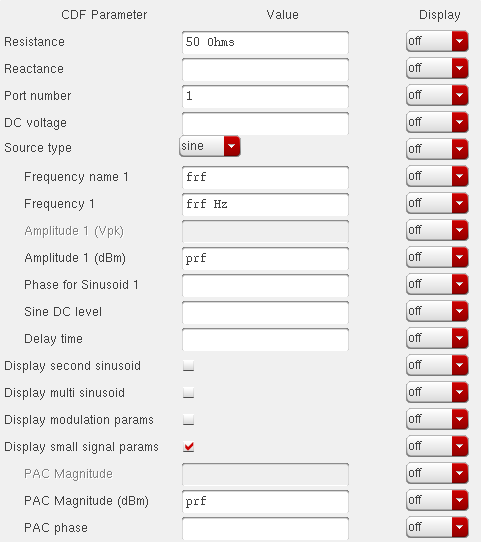 CDF Parameter Value Display
Resistance 50 Ohms off
Reactance off
Port number 1 off
DC voltage off
Source type sine off
Frequency name 1 frf off
Frequency 1 frf Hz off
Amplitude 1 (Vpk) off
Amplitude 1 (dBm) prf off
Phase for Sinusoid 1 off
Sine DC level off
Delay time off
Display second sinusoid off
Display multi sinusoid off
Display modulation params off
Display small signal params off
PAC Magnitude off
PAC Magnitude (dBm) prf off
PAC phase off